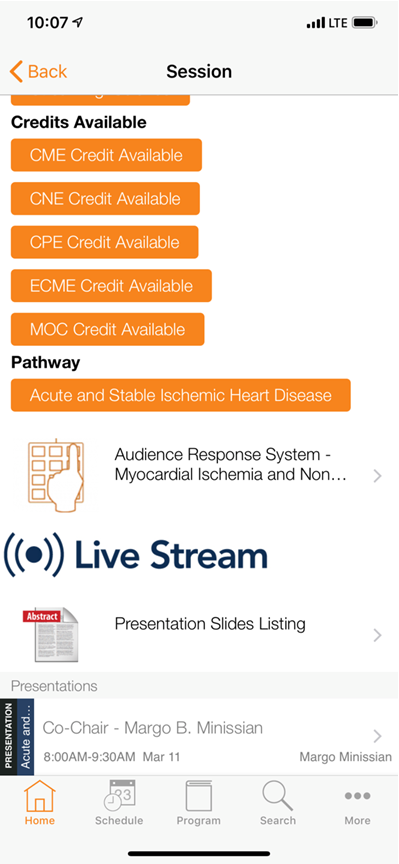 10:07
LTE
Back
Session
Credits Available
CME Credit Available
CNE Credit Available
CPE Credit Available
ECME Credit Available
MOC Credit Available
Pathway
Acute and Stable Ischemic Heart Disease
Audience Response System -
Myocardial Ischemia and Non...
Live Stream
Abstract
Presentation Slides Listing
Presentations
PRESENTATION
Acute and...
Co-Chair - Margo B. Minissian
8:00AM-9:30AM Mar 11
Margo Minissian
23
Home
Schedule
Program
Search
More